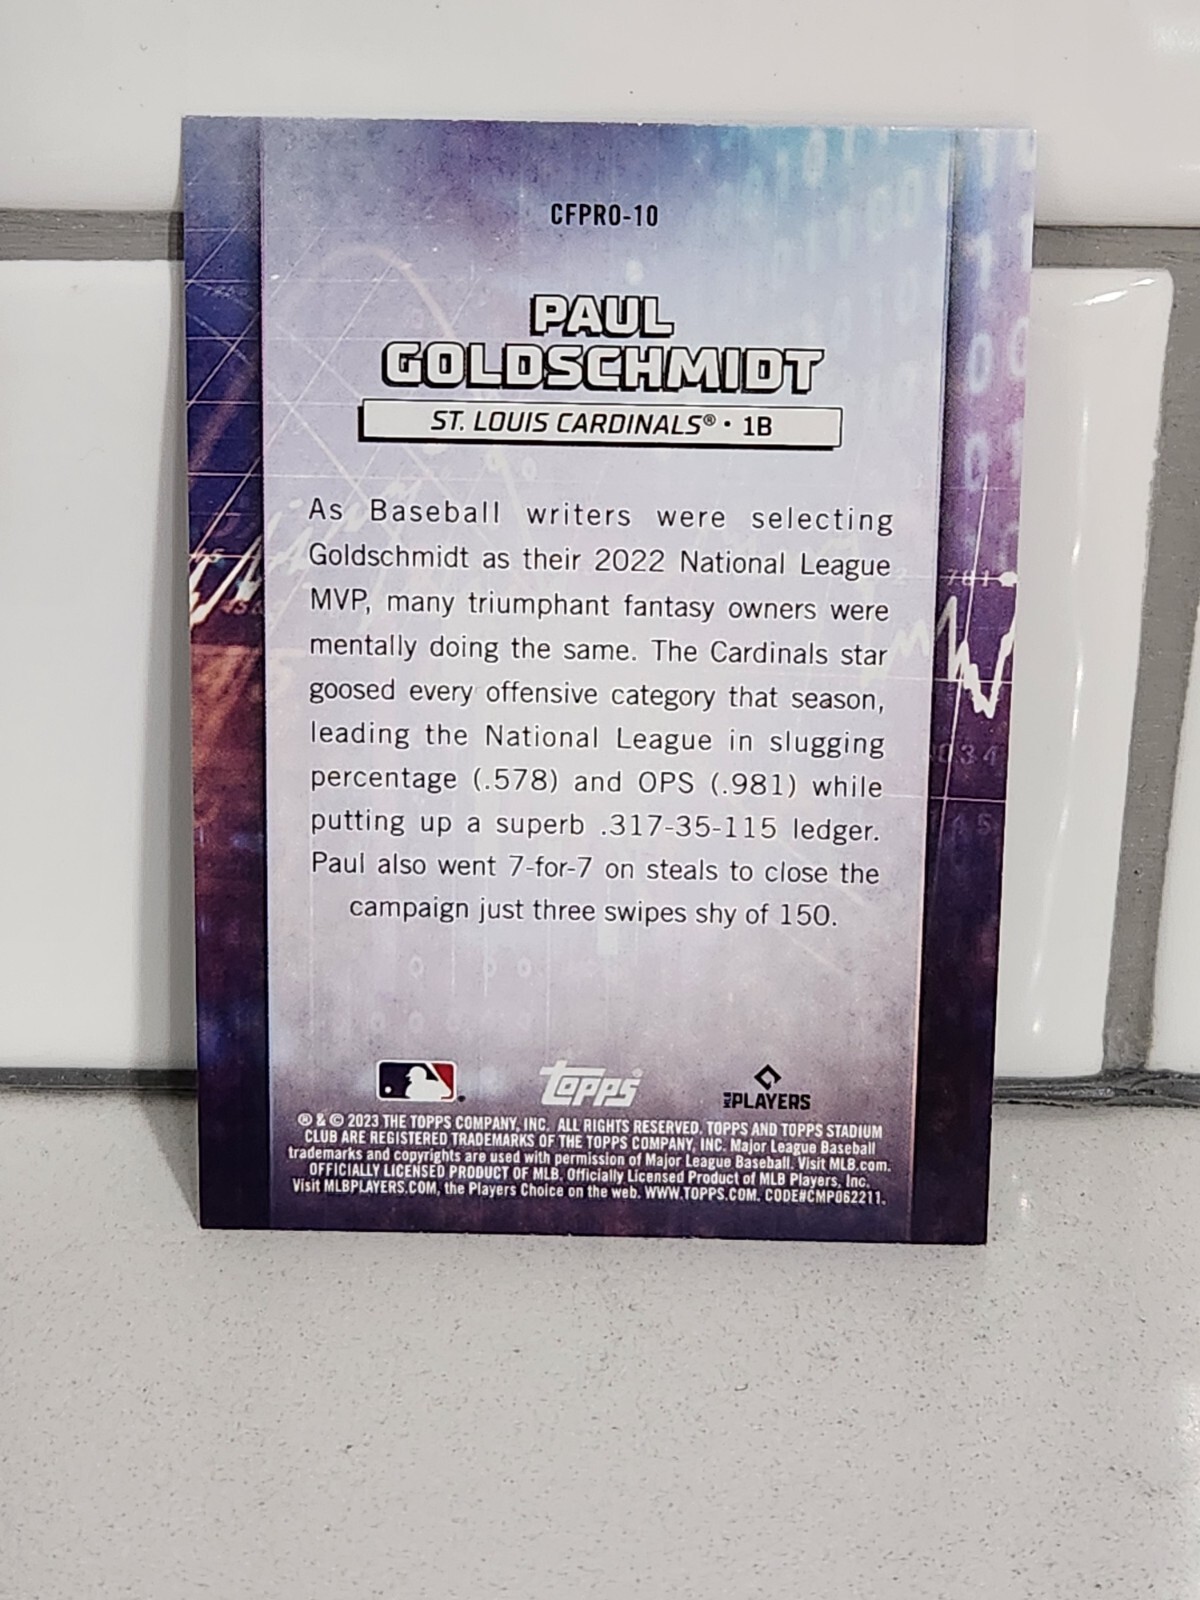 CFPRO-10
PAUL
GOLDSCHMIDT
ST. LOUIS CARDINALS® • 1B
As Baseball writers were selecting
Goldschmidt as their 2022 National League
MVP, many triumphant fantasy owners were
mentally doing the same. The Cardinals star
goosed every offensive category that season,
leading the National League in slugging
percentage (.578) and OPS (.981) while
putting up a superb .317-35-115 ledger.
Paul also went 7-for-7 on steals to close the
campaign just three swipes shy of 150.
topps
PLAYERS
® & © 2023 THE TOPPS COMPANY, INC. ALL RIGHTS RESERVED. TOPPS AND TOPPS STADIUM
CLUB ARE REGISTERED TRADEMARKS OF THE TOPPS COMPANY, INC. Major League Baseball
trademarks and copyrights are used with permission of Major League Baseball. Visit MLB.com.
OFFICIALLY LICENSED PRODUCT OF MLB. Officially Licensed Product of MLB Players, Inc.
Visit MLBPLAYERS.COM, the Players Choice on the web. WWW.TOPPS.COM. CODE#CMP062211.